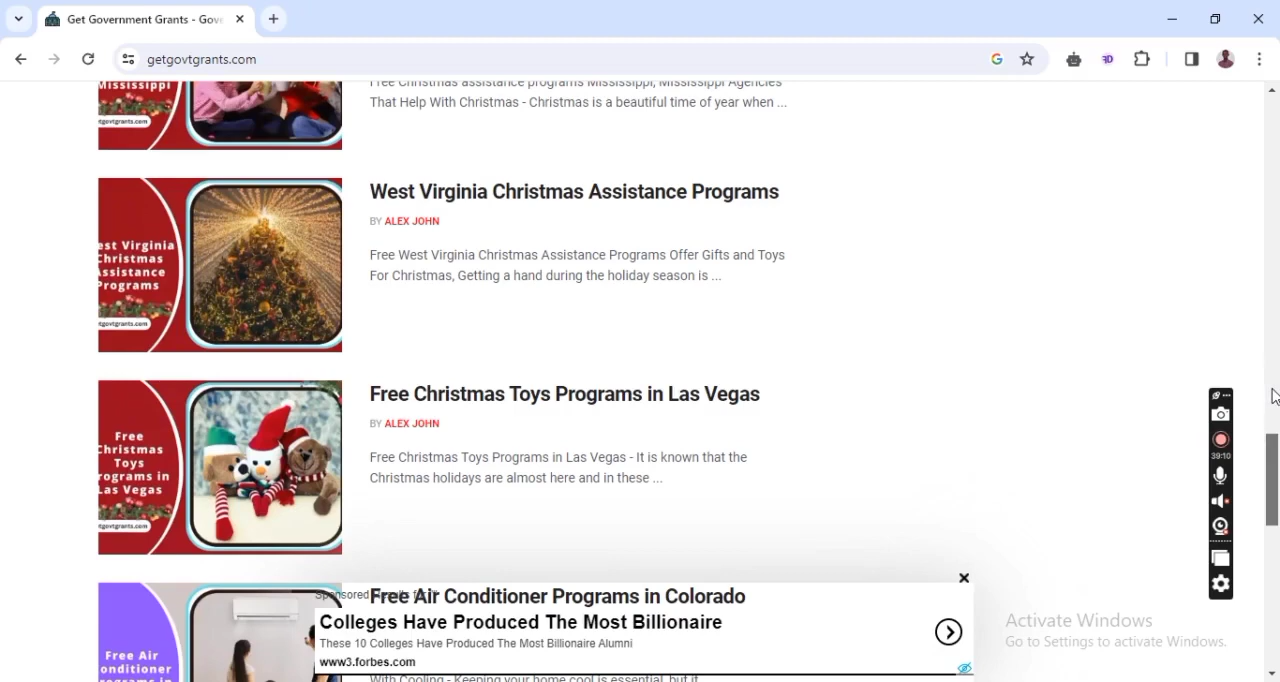 Get Government Grants - Gove
getgovtgrants.com
Mississippi
tgovtgrants.com
Free Christmas assistance programs Mississippi, Mississippi Agencies
That Help With Christmas - Christmas is a beautiful time of year when ...
est Virginia
Christmas
Assistance
Programs
tgovtgrants.com
West Virginia Christmas Assistance Programs
BY ALEX JOHN
Free West Virginia Christmas Assistance Programs Offer Gifts and Toys
For Christmas, Getting a hand during the holiday season is ...
Free
Christmas
Toys
rograms in
Las Vegas
tgovtgrants.com
Free Christmas Toys Programs in Las Vegas
BY ALEX JOHN
Free Christmas Toys Programs in Las Vegas - It is known that the
Christmas holidays are almost here and in these ...
39:10
Free Air
onditioner
Free Air Conditioner Programs in Colorado
Sponsored
Colleges Have Produced The Most Billionaire
These 10 Colleges Have Produced The Most Billionaire Alumni
www3.forbes.com
With Cooling - Keeping your home cool is essential, but it
Activate Windows
Go to Settings to activate Windows.